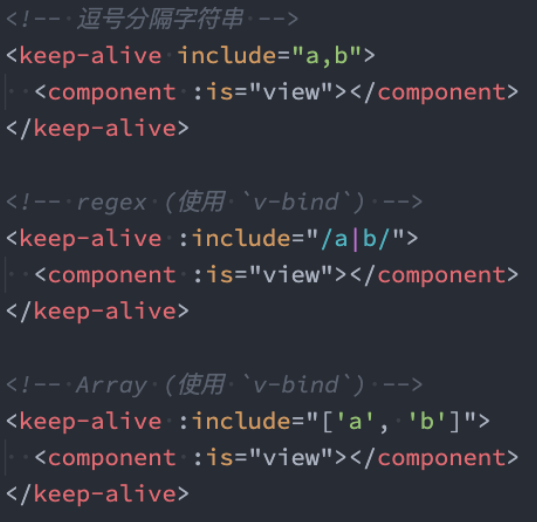 <!-- 逗号分隔字符串 -->
<keep-alive include="a,b">
  <component :is="view"></component>
</keep-alive>
<!-- regex (使用 `v-bind`) -->
<keep-alive :include="/a|b/">
  <component :is="view"></component>
</keep-alive>
<!-- Array (使用 `v-bind`) -->
<keep-alive :include="['a', 'b']">
  <component :is="view"></component>
</keep-alive>